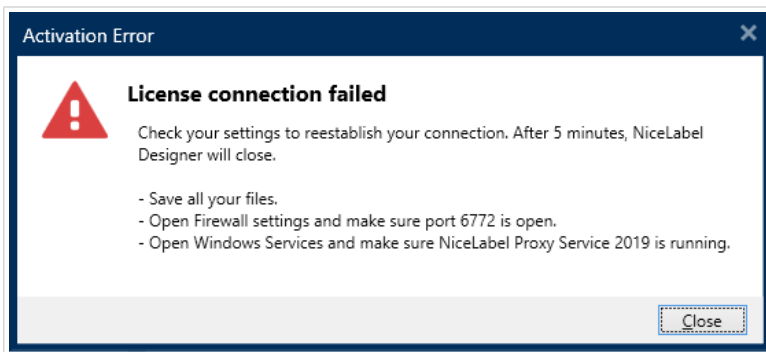 Activation Error
License connection failed
Check your settings to reestablish your connection. After 5 minutes, NiceLabel
Designer will close.
- Save all your files.
- Open Firewall settings and make sure port 6772 is open.
- Open Windows Services and make sure NiceLabel Proxy Service 2019 is running.
Close